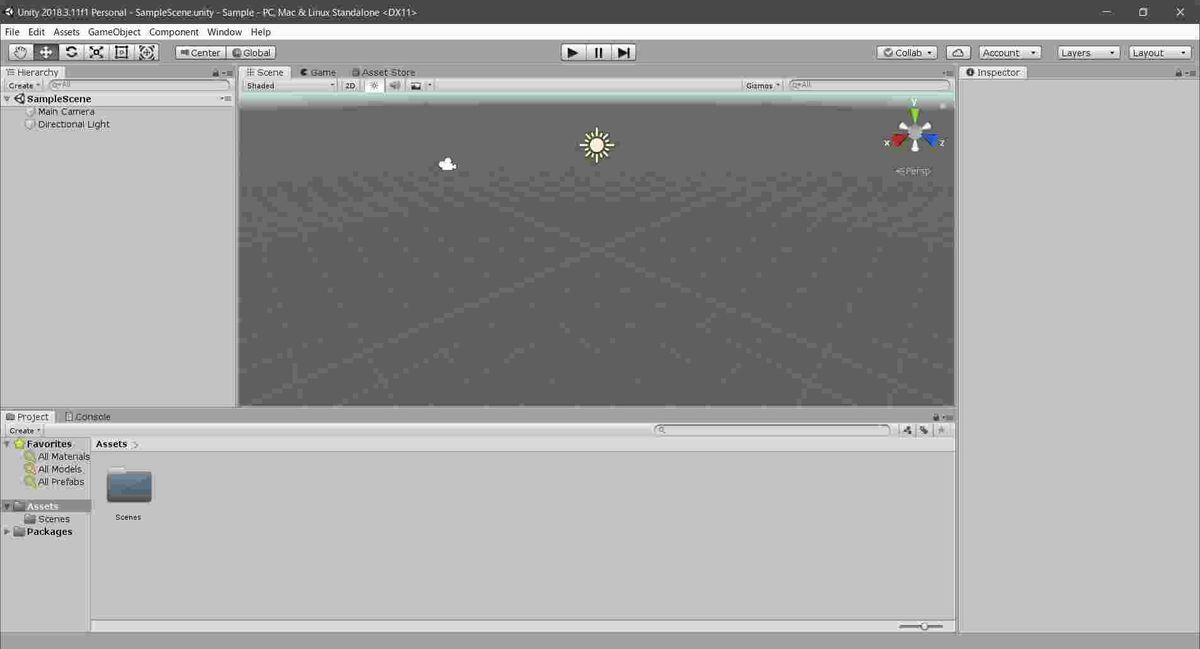 Unity 2018.3.11f1 Personal - SampleScene.unity - Sample - PC, Mac & Linux Standalone <DX11>
File Edit Assets GameObject Component Window Help
Center Global Collab Account Layers Layout
Hierarchy Scene Game Asset Store Inspector
Create All Shaded 2D Gizmos All
SampleScene
Main Camera
Directional Light
y
x z
Persp
Project Console
Create
Favorites Assets
All Materials
All Models
All Prefabs
Assets
Scenes Scenes
Packages